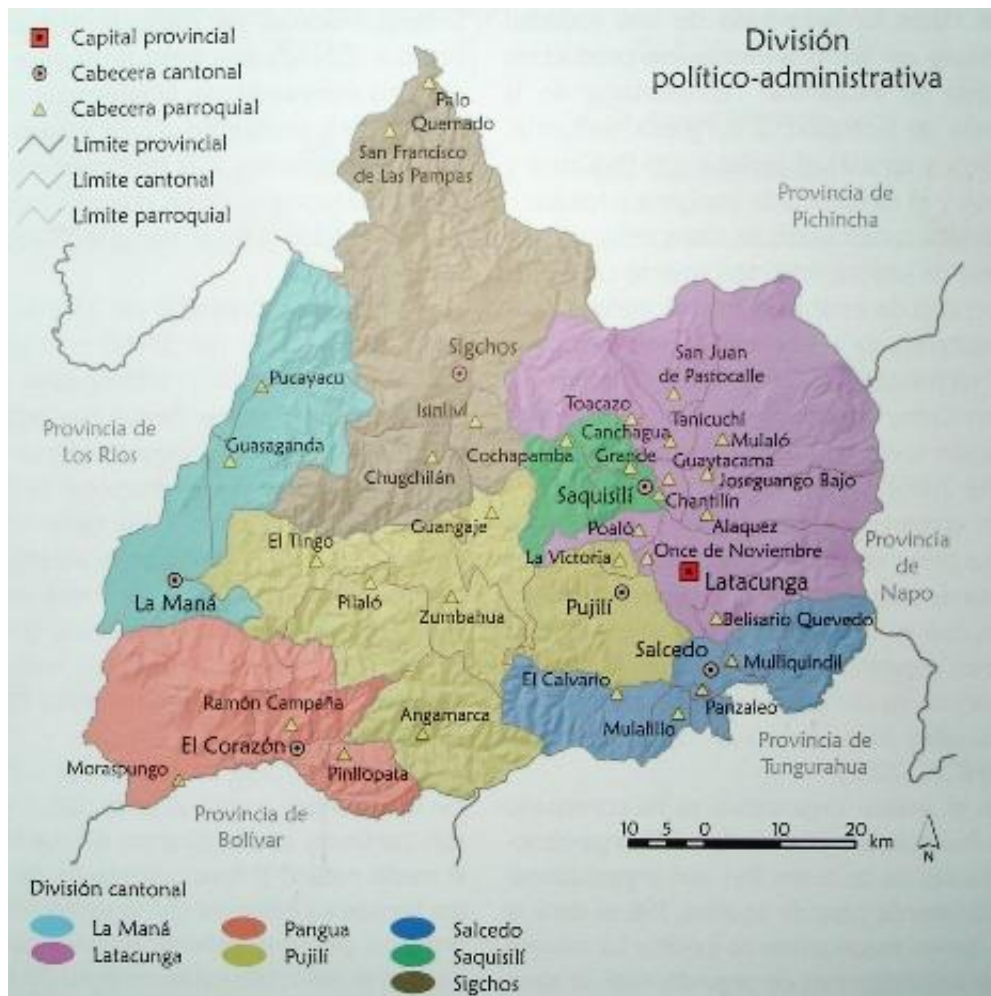 División
político-administrativa
Capital provincial
Cabecera cantonal
Cabecera parroquial
Límite provincial
Límite cantonal
Límite parroquial
Palo
Quemado
San Francisco
de Las Pampas
Provincia de
Pichincha
Sigchos
San Juan
de Pastocalle
Pucayacu
Isinliví
Toacazo
Tanicuchí
Provincia de
Los Ríos
Guasaganda
Canchagua
Mulaló
Cochapamba
Grande
Guaytacama
Chugchilán
Joseguango Bajo
Saquisilí
Chantilín
Guangaje
Poaló
Alaquez
El Tingo
La Victoria
Once de Noviembre
Provincia
de
Napo
Latacunga
La Maná
Pilaló
Zumbahua
Pujilí
Belisario Quevedo
Salcedo
Mulliquindil
El Calvario
Ramón Campaña
Angamarca
Panzaleo
Mulalillo
El Corazón
Moraspungo
Pinllopata
Provincia de
Tungurahua
Provincia de
Bolívar
10 5 0 10 20
km
N
División cantonal
La Maná
Latacunga
Pangua
Pujilí
Salcedo
Saquisilí
Sigchos